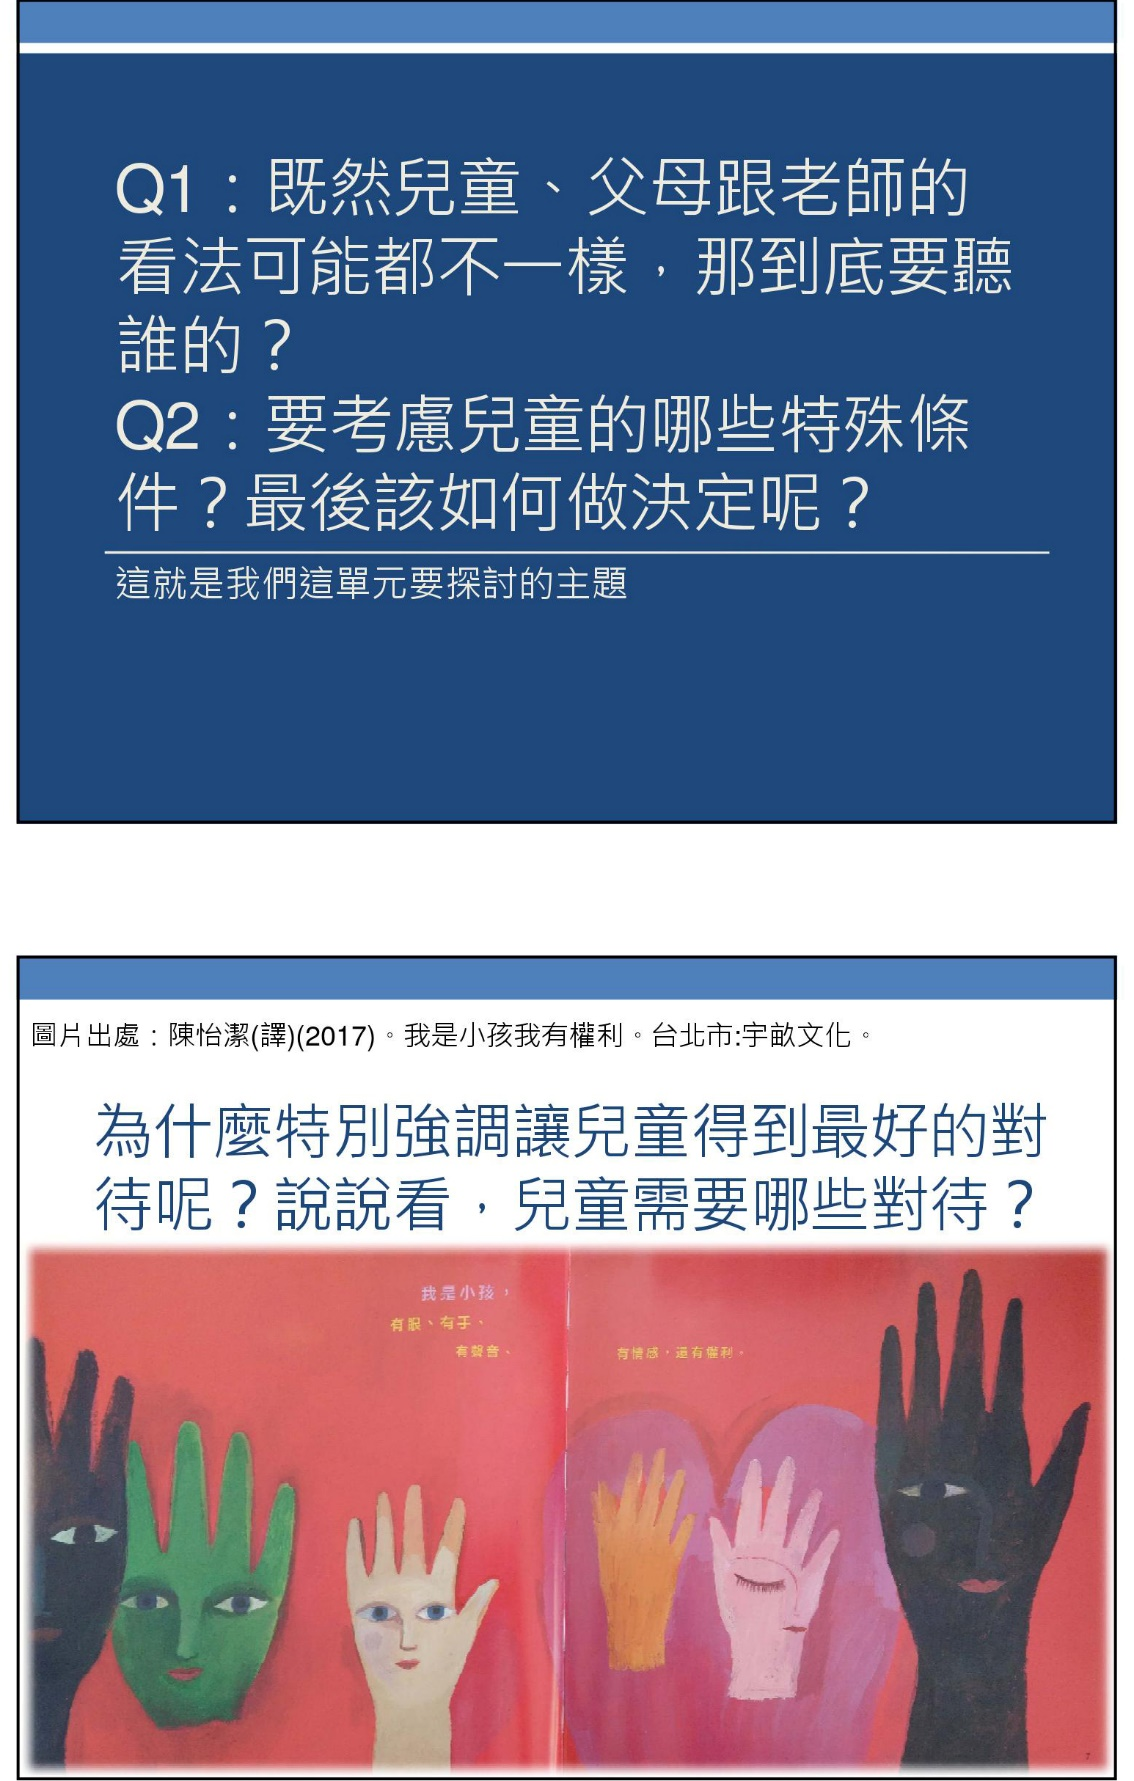 Q1：既然兒童、父母跟老師的
看法可能都不一樣，那到底要聽
誰的？
Q2：要考慮兒童的哪些特殊條
件？最後該如何做決定呢？
這就是我們這單元要探討的主題
圖片出處：陳怡潔(譯)(2017)。我是小孩我有權利。台北市:宇畝文化。
為什麼特別強調讓兒童得到最好的對
待呢？說說看，兒童需要哪些對待？
我是小孩，
有眼、有手、
有聲音、
有情感，還有權利。
7